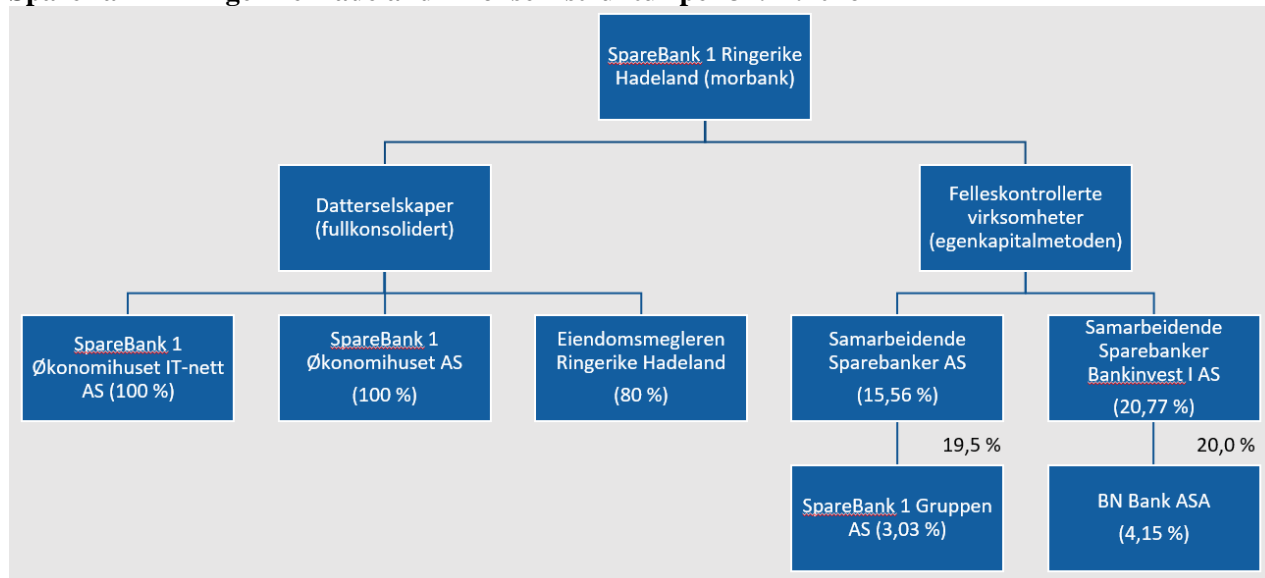 SpareBank 1 Ringerike
Hadeland (morbank)
Datterselskaper
(fullkonsolidert)
Felleskontrollerte
virksomheter
(egenkapitalmetoden)
SpareBank 1
Økonomihuset IT-nett
AS (100 %)
SpareBank 1
Økonomihuset AS
(100 %)
Eiendomsmegleren
Ringerike Hadeland
(80 %)
Samarbeidende
Sparebanker AS
(15,56 %)
Samarbeidende
Sparebanker
Bankinvest I AS
(20,77 %)
19,5 %
20,0 %
SpareBank 1 Gruppen
AS (3,03 %)
BN Bank ASA
(4,15 %)